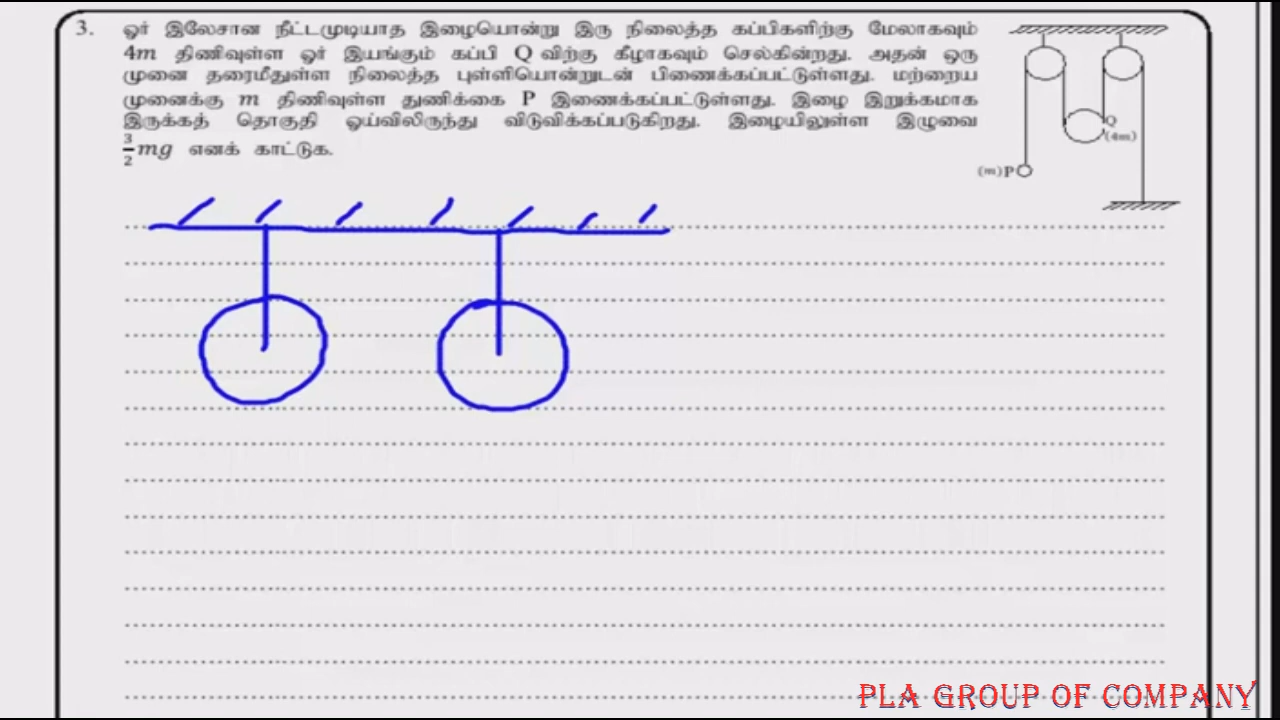 3. ஓர் இலேசான நீட்டமுடியாத இழையொன்று இரு நிலைத்த கப்பிகளிற்கு மேலாகவும்
4m திணிவுள்ள ஓர் இயங்கும் கப்பி Q விற்கு கீழாகவும் செல்கின்றது. அதன் ஒரு
முனை தரைமீதுள்ள நிலைத்த புள்ளியொன்றுடன் பிணைக்கப்பட்டுள்ளது. மற்றைய
முனைக்கு m திணிவுள்ள துணிக்கை P இணைக்கப்பட்டுள்ளது. இழை இறுக்கமாக
இருக்கத் தொகுதி ஓய்விலிருந்து விடுவிக்கப்படுகிறது. இழையிலுள்ள இழுவை
3/2 mg எனக் காட்டுக.
Q
(4m)
(m)P
PLA GROUP OF COMPANY